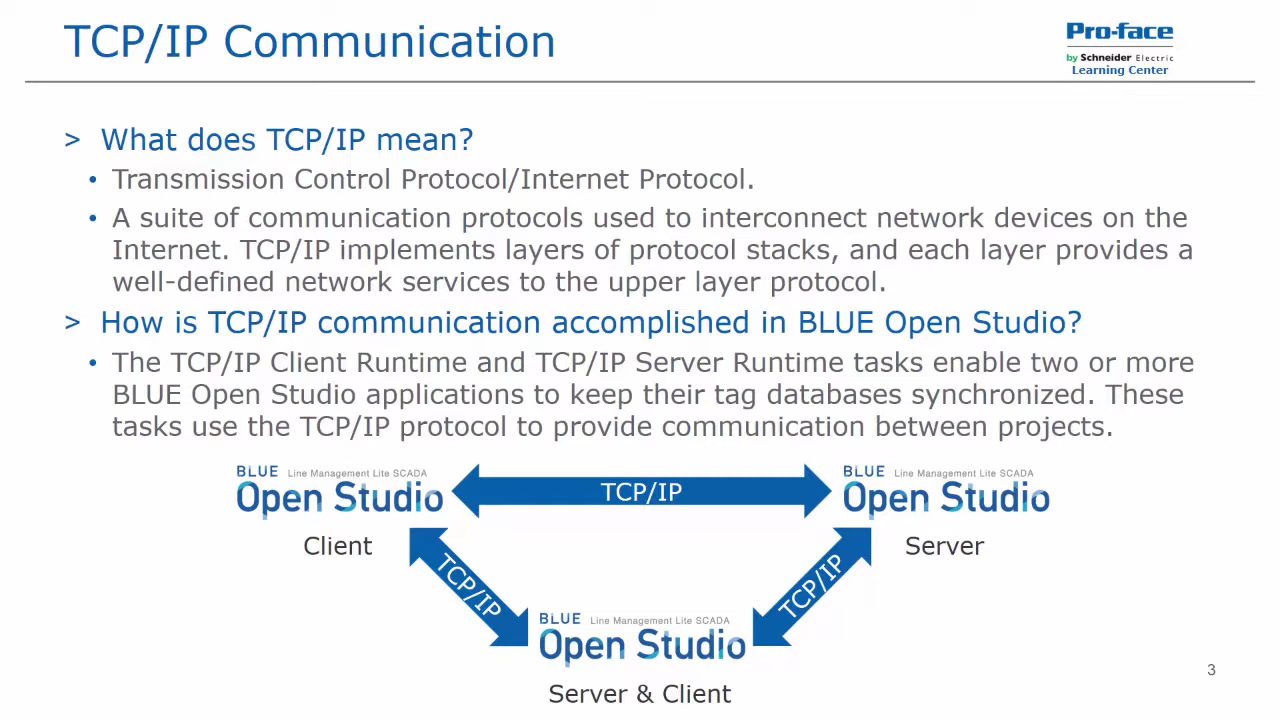 TCP/IP Communication
Pro-face
by Schneider Electric
Learning Center
> What does TCP/IP mean?
• Transmission Control Protocol/Internet Protocol.
• A suite of communication protocols used to interconnect network devices on the
Internet. TCP/IP implements layers of protocol stacks, and each layer provides a
well-defined network services to the upper layer protocol.
> How is TCP/IP communication accomplished in BLUE Open Studio?
• The TCP/IP Client Runtime and TCP/IP Server Runtime tasks enable two or more
BLUE Open Studio applications to keep their tag databases synchronized. These
tasks use the TCP/IP protocol to provide communication between projects.
BLUE Line Management Lite SCADA
Open Studio
Client
TCP/IP
BLUE Line Management Lite SCADA
Open Studio
Server
TCP/IP
TCP/IP
BLUE Line Management Lite SCADA
Open Studio
Server & Client
3